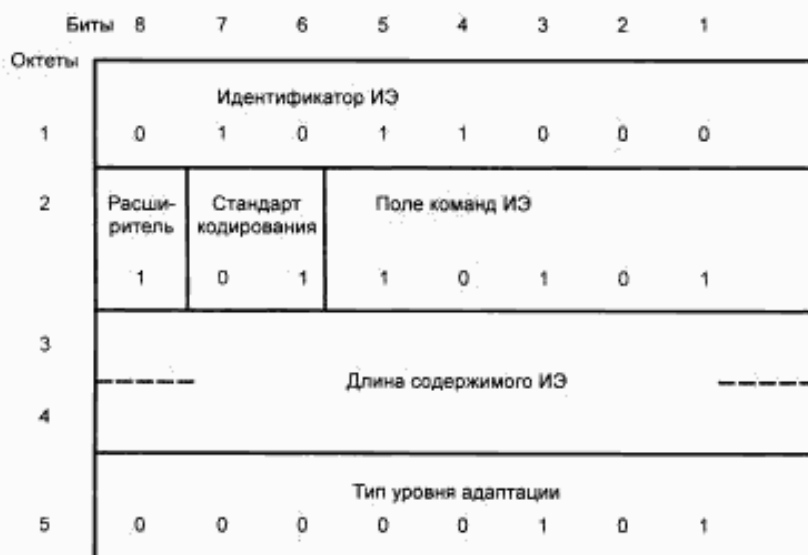 Биты 8 7 6 5 4 3 2 1
Октеты
Идентификатор ИЭ
1 0 1 0 1 1 0 0 0
2 Расши- Стандарт Поле команд ИЭ
ритель кодирования
1 0 1 1 0 1 0 1
3
Длина содержимого ИЭ
4
Тип уровня адаптации
5 0 0 0 0 0 1 0 1